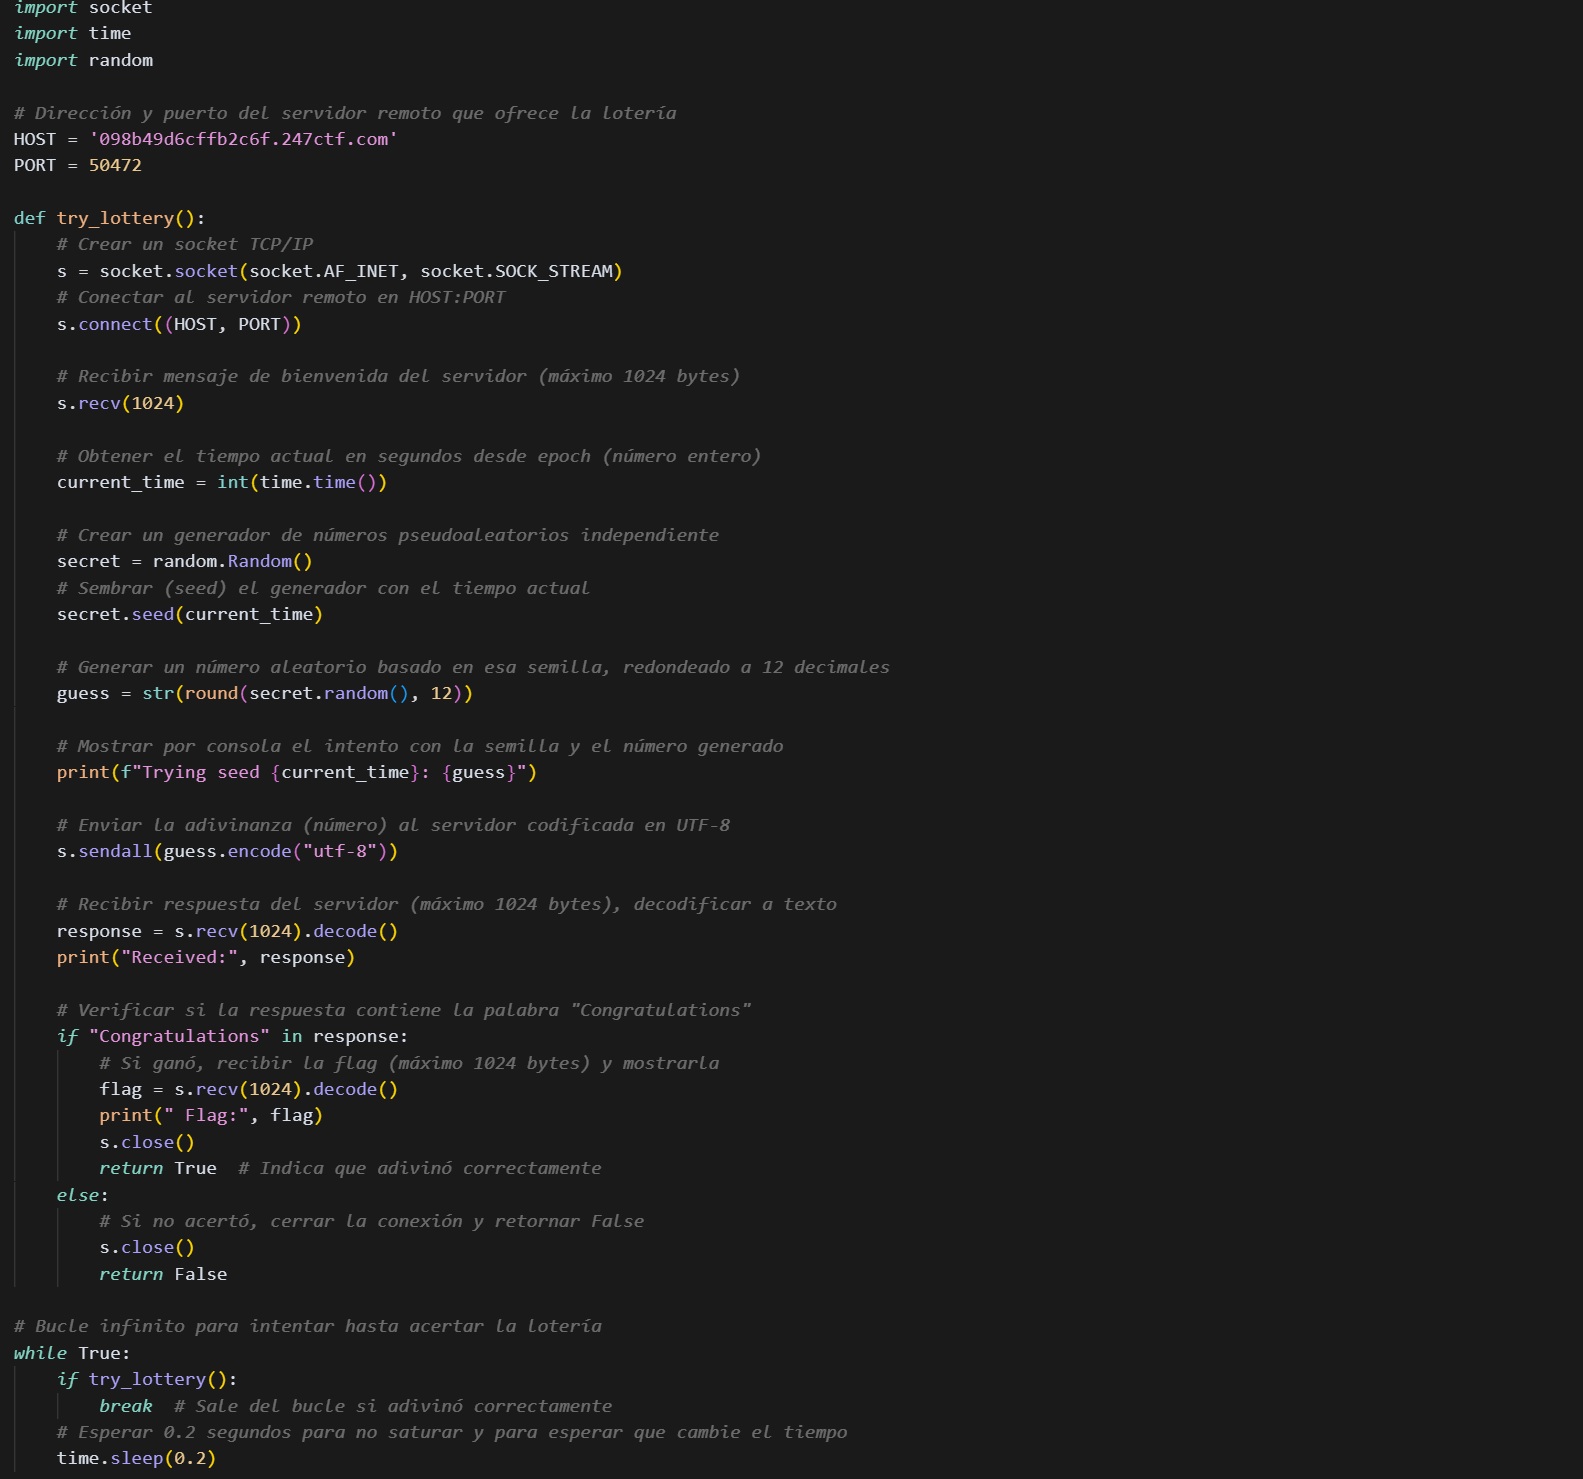 import socket
import time
import random
# Dirección y puerto del servidor remoto que ofrece la lotería
HOST = '098b49d6cffb2c6f.247ctf.com'
PORT = 50472
def try_lottery():
# Crear un socket TCP/IP
s = socket.socket(socket.AF_INET, socket.SOCK_STREAM)
# Conectar al servidor remoto en HOST:PORT
s.connect((HOST, PORT))
# Recibir mensaje de bienvenida del servidor (máximo 1024 bytes)
s.recv(1024)
# Obtener el tiempo actual en segundos desde epoch (número entero)
current_time = int(time.time())
# Crear un generador de números pseudoaleatorios independiente
secret = random.Random()
# Sembrar (seed) el generador con el tiempo actual
secret.seed(current_time)
# Generar un número aleatorio basado en esa semilla, redondeado a 12 decimales
guess = str(round(secret.random(), 12))
# Mostrar por consola el intento con la semilla y el número generado
print(f"Trying seed {current_time}: {guess}")
# Enviar la adivinanza (número) al servidor codificada en UTF-8
s.sendall(guess.encode("utf-8"))
# Recibir respuesta del servidor (máximo 1024 bytes), decodificar a texto
response = s.recv(1024).decode()
print("Received:", response)
# Verificar si la respuesta contiene la palabra "Congratulations"
if "Congratulations" in response:
# Si ganó, recibir la flag (máximo 1024 bytes) y mostrarla
flag = s.recv(1024).decode()
print(" Flag:", flag)
s.close()
return True  # Indica que adivinó correctamente
else:
# Si no acertó, cerrar la conexión y retornar False
s.close()
return False
# Bucle infinito para intentar hasta acertar la lotería
while True:
if try_lottery():
break  # Sale del bucle si adivinó correctamente
# Esperar 0.2 segundos para no saturar y para esperar que cambie el tiempo
time.sleep(0.2)